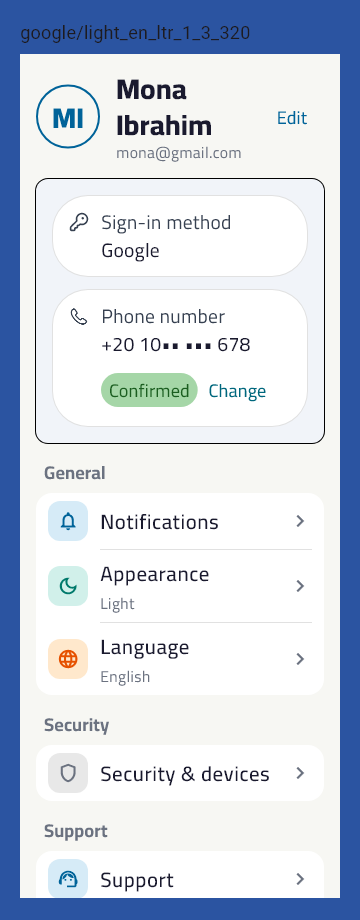 google/light_en_ltr_1_3_320
MI
Mona
Ibrahim
Edit
mona@gmail.com
Sign-in method
Google
Phone number
+20 10▪▪ ▪▪▪ 678
Confirmed
Change
General
Notifications
Appearance
Light
Language
English
Security
Security & devices
Support
Support